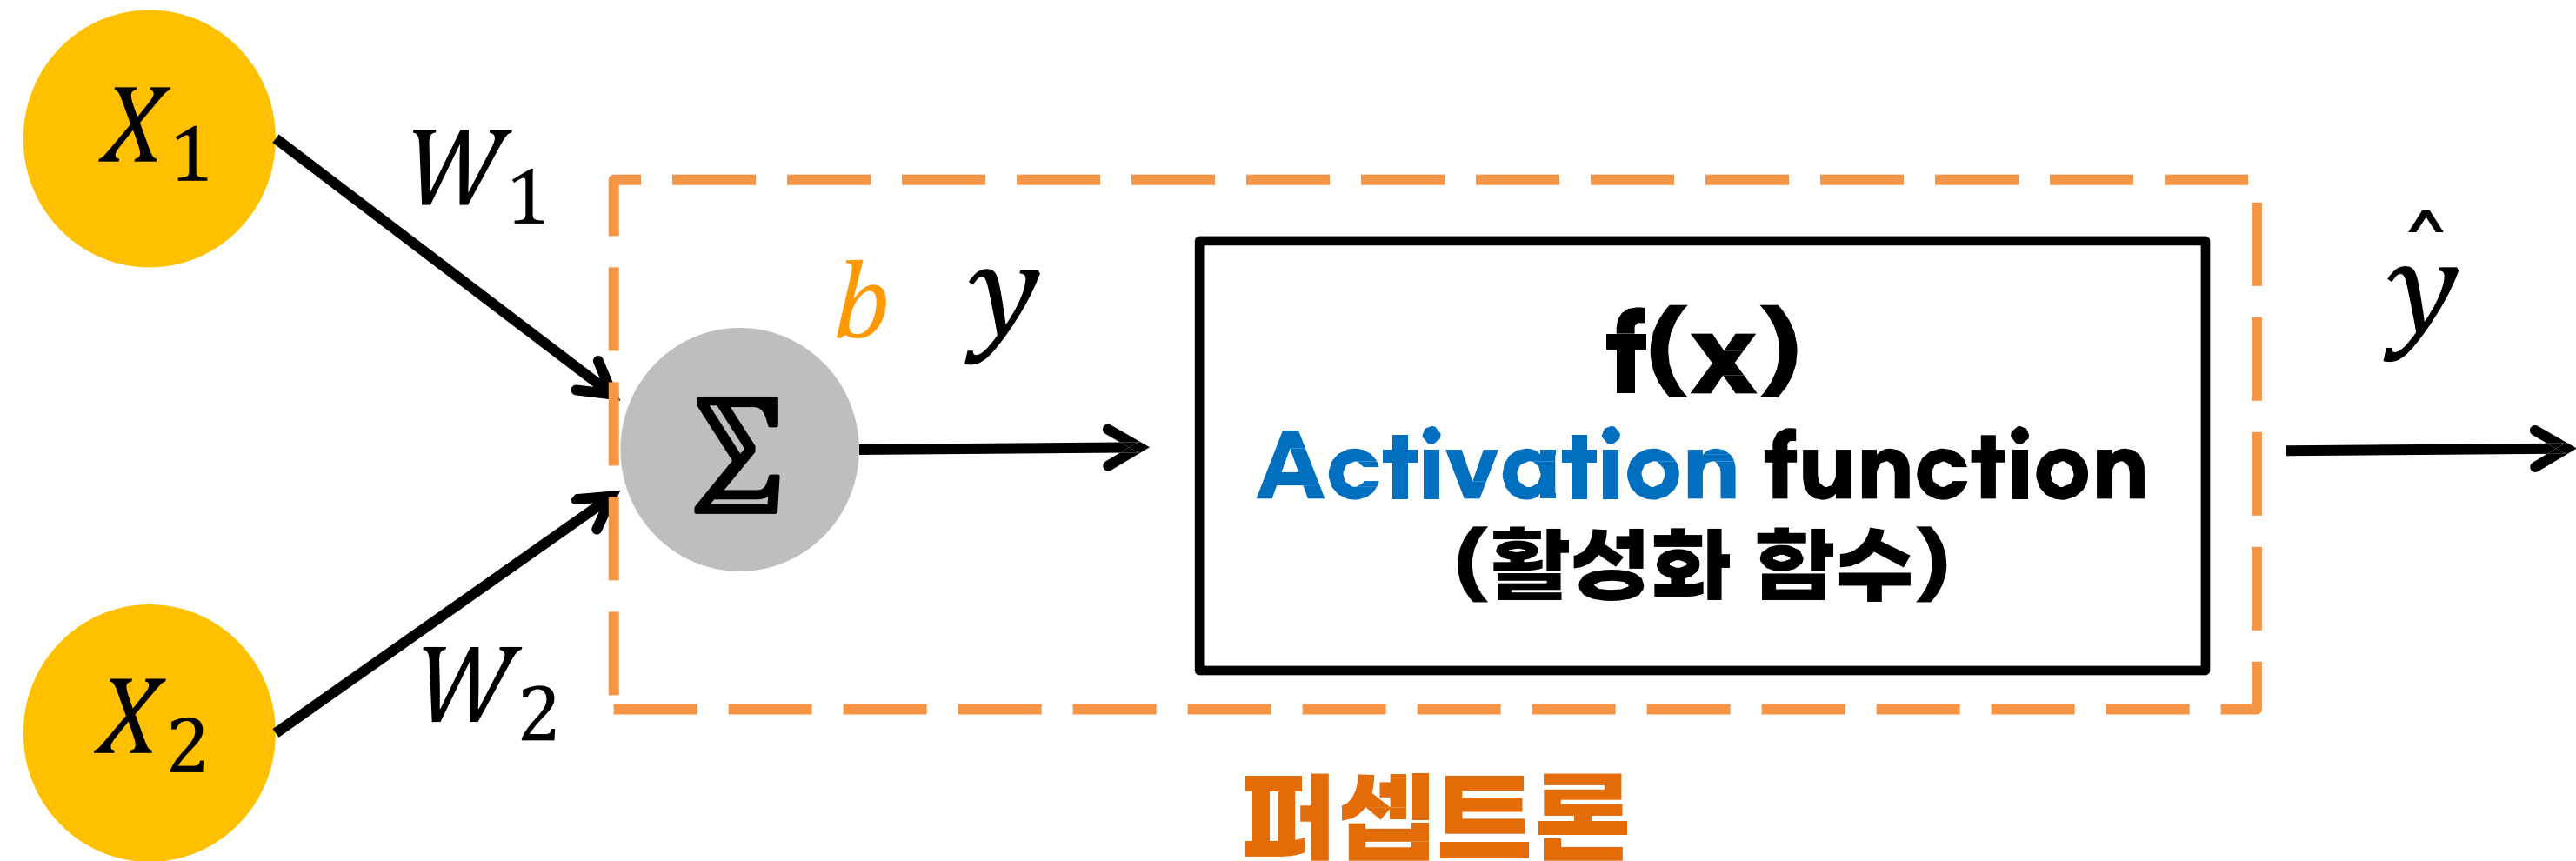 X₁
W₁
b
y
ŷ
Σ
f(x)
Activation function
(활성화 함수)
X₂
W₂
퍼셉트론